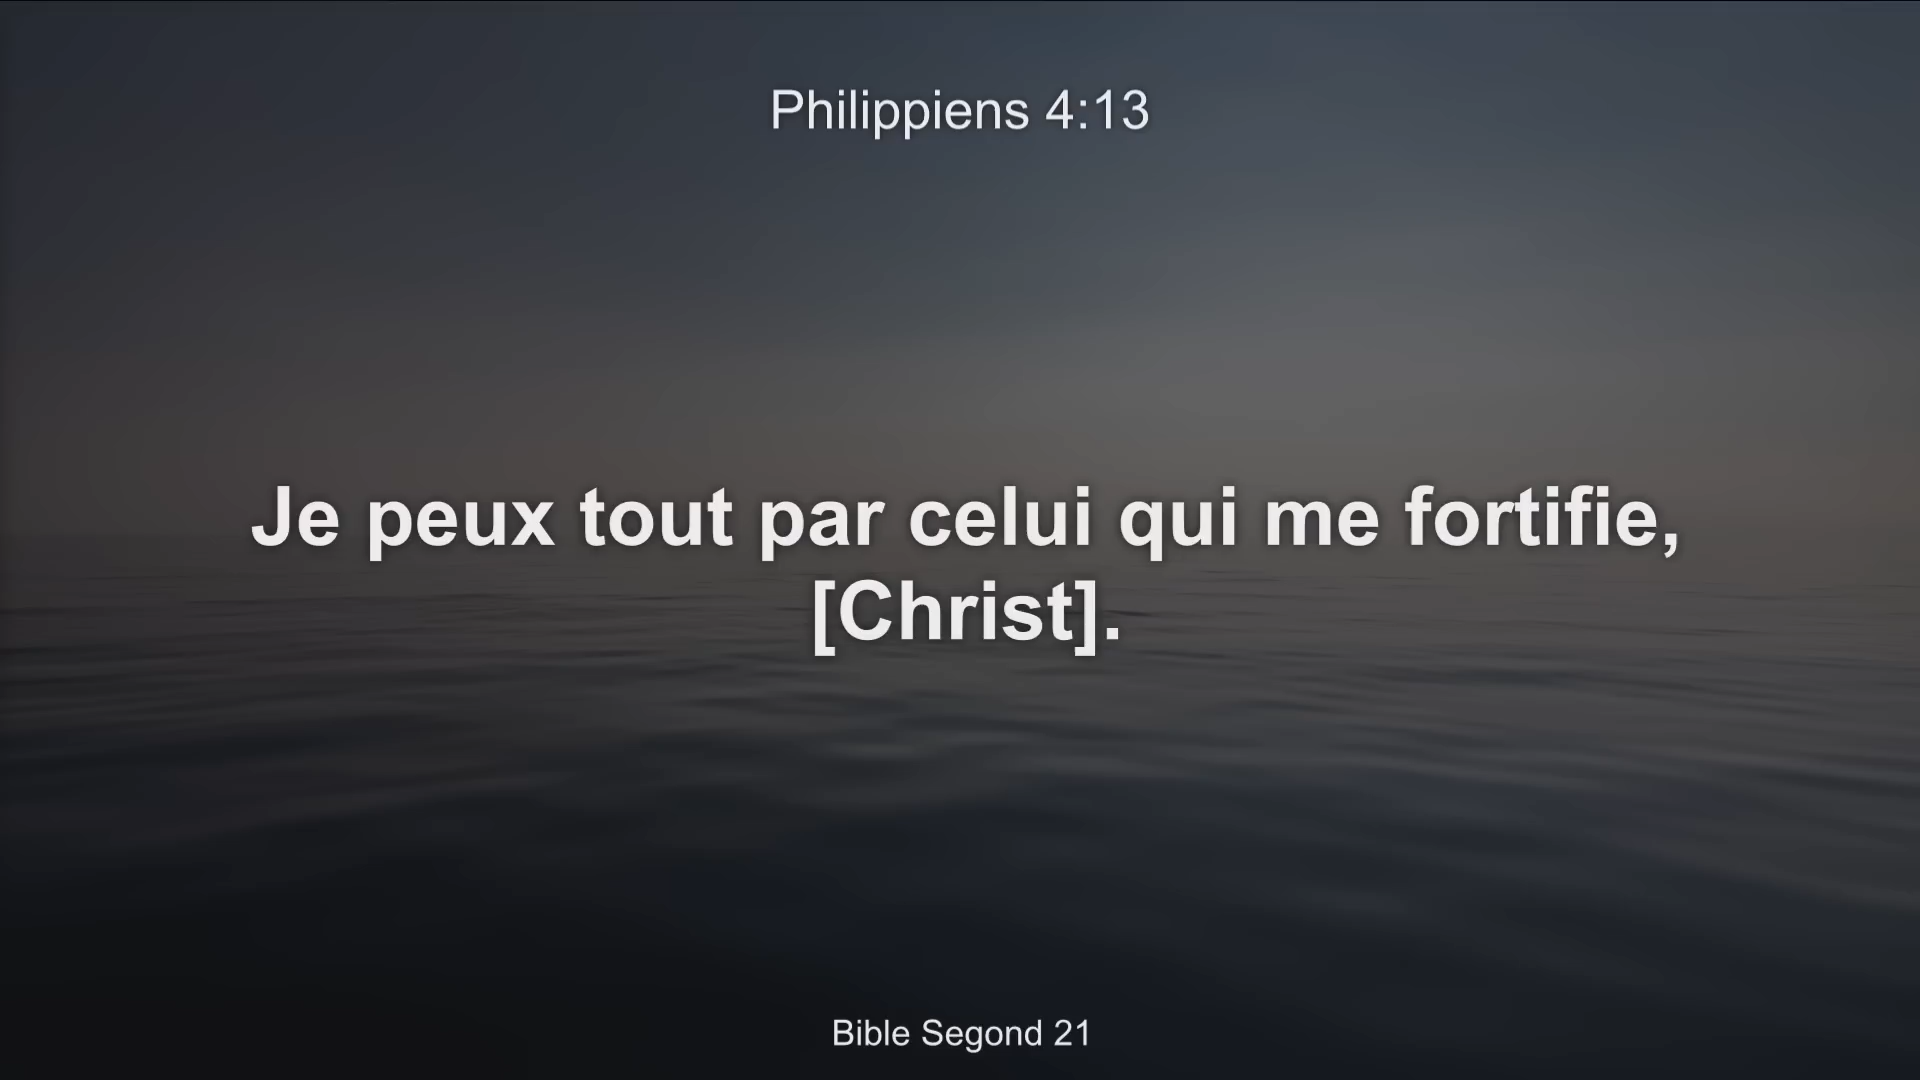 Philippiens 4:13
Je peux tout par celui qui me fortifie,
[Christ].
Bible Segond 21